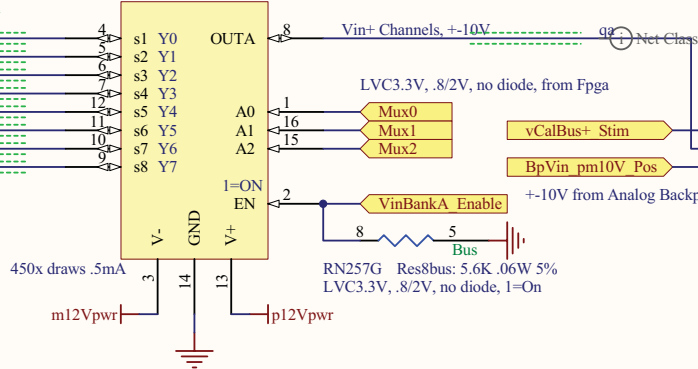 4 s1 Y0 OUTA 8 Vin+ Channels, +-10V qa i Net Class
5 s2 Y1
6 s3 Y2
7 s4 Y3 LVC3.3V, .8/2V, no diode, from Fpga
12 s5 Y4 A0 1 Mux0
11 s6 Y5 A1 16 Mux1 vCalBus+_Stim
10 s7 Y6 A2 15 Mux2
9 s8 Y7 BpVin_pm10V_Pos
1=ON
EN 2 VinBankA_Enable +-10V from Analog Backp
V- GND V+ 8 5
Bus
450x draws .5mA 3 14 13 RN257G Res8bus: 5.6K .06W 5%
LVC3.3V, .8/2V, no diode, 1=On
m12Vpwr p12Vpwr